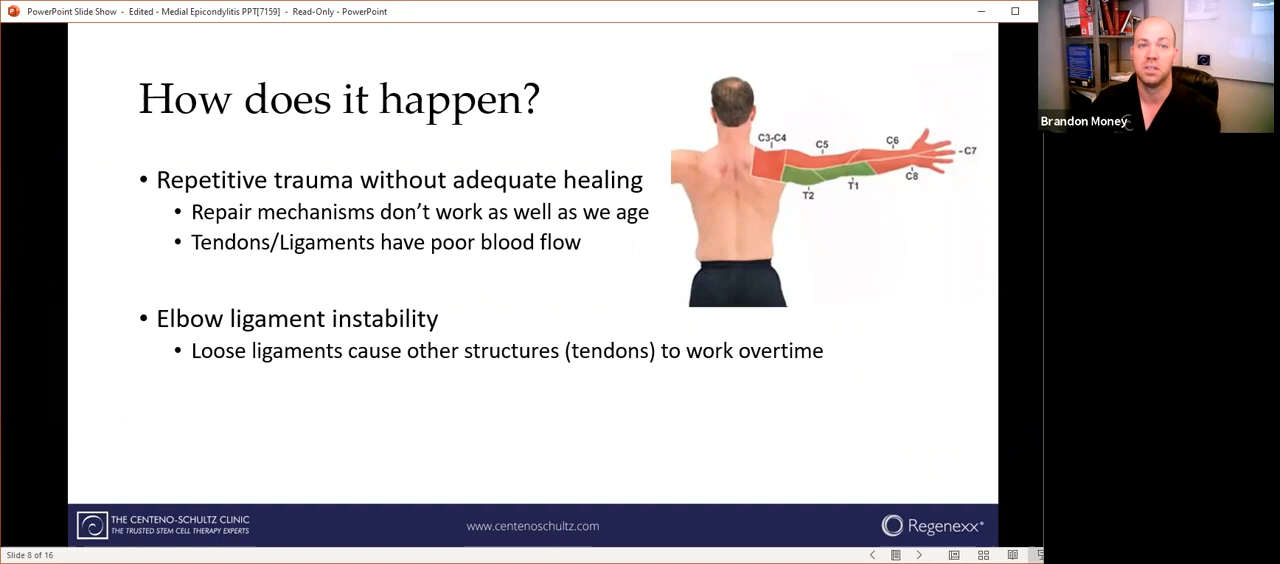 PowerPoint Slide Show - Edited - Medial Epicondylitis PPT[7159] - Read-Only - PowerPoint
Brandon Money
How does it happen?
C3-C4
C5
C6
-C7
C8
T1
T2
• Repetitive trauma without adequate healing
• Repair mechanisms don’t work as well as we age
• Tendons/Ligaments have poor blood flow
• Elbow ligament instability
• Loose ligaments cause other structures (tendons) to work overtime
THE CENTENO-SCHULTZ CLINIC
THE TRUSTED STEM CELL THERAPY EXPERTS
www.centenoschultz.com
Regenexx®
Slide 8 of 16